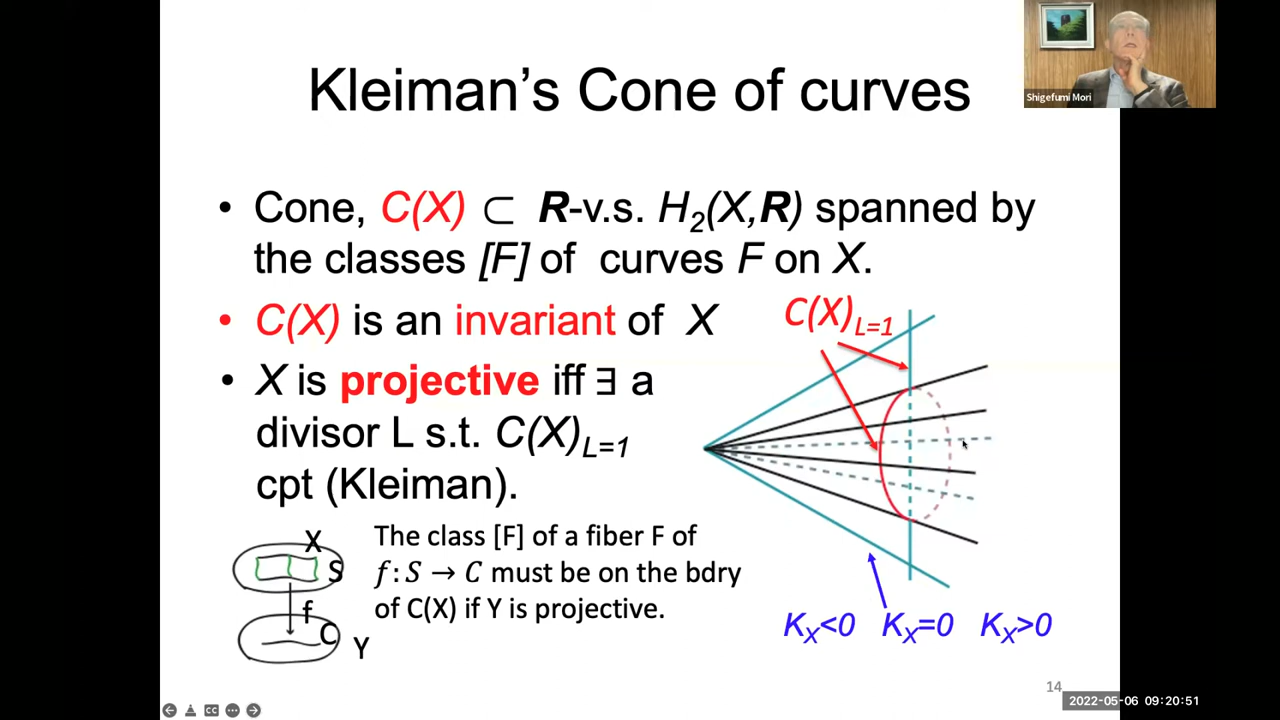 Kleiman's Cone of curves
Shigefumi Mori
• Cone, C(X) ⊂ R-v.s. H₂(X,R) spanned by
the classes [F] of curves F on X.
• C(X) is an invariant of X
• X is projective iff ∃ a
divisor L s.t. C(X)L=1
cpt (Kleiman).
C(X)L=1
The class [F] of a fiber F of
f: S → C must be on the bdry
of C(X) if Y is projective.
X
S
f
C
Y
KX<0 KX=0 KX>0
14
2022-05-06 09:20:51
CC